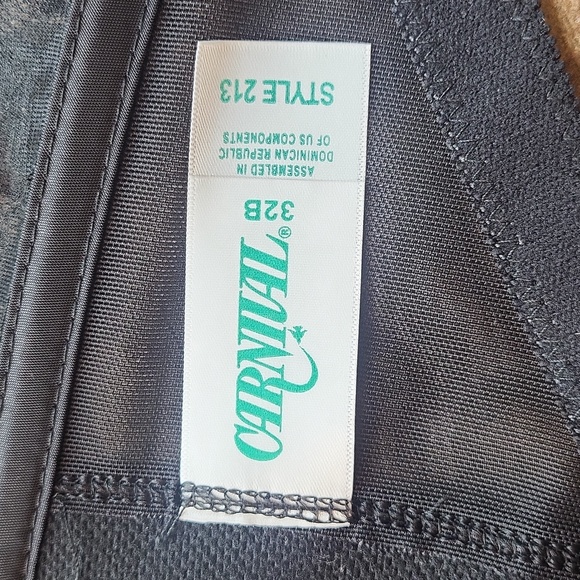 CARNIVAL®
32B
ASSEMBLED IN
DOMINICAN REPUBLIC
OF US COMPONENTS
STYLE 213